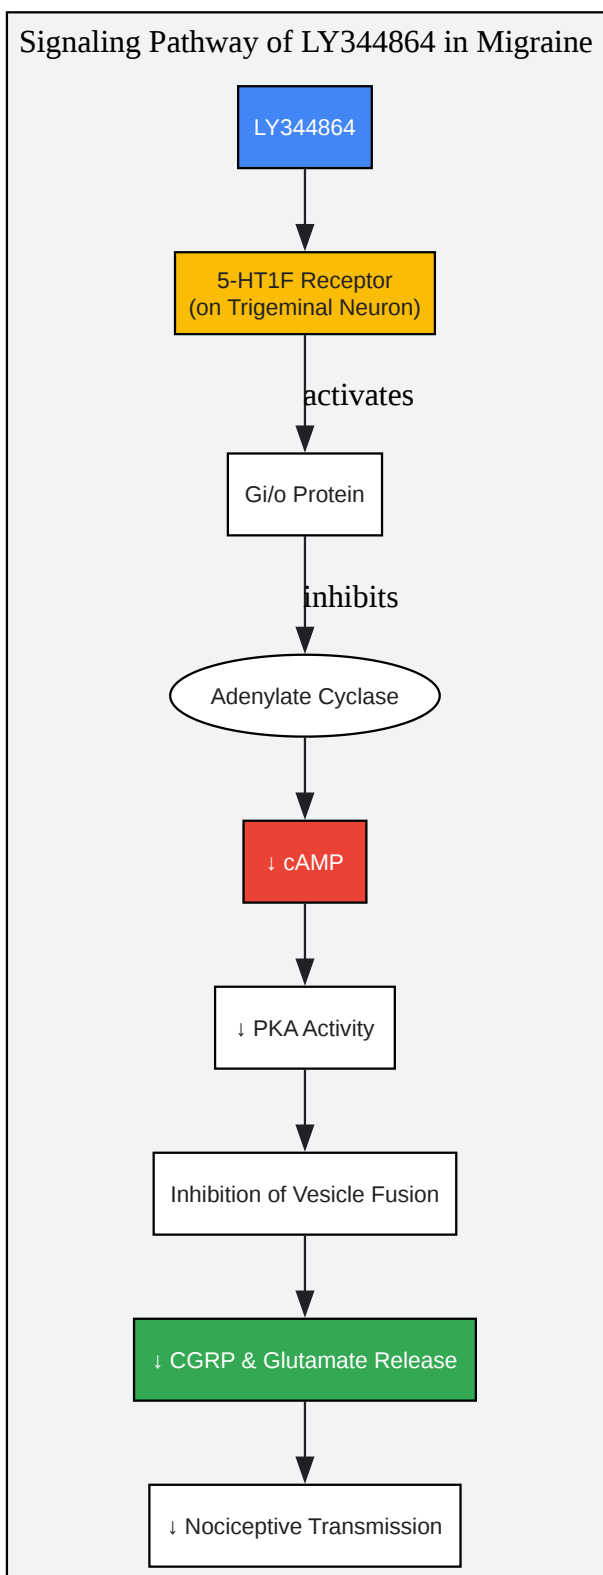 Signaling Pathway of LY344864 in Migraine
LY344864
5-HT1F Receptor
(on Trigeminal Neuron)
activates
Gi/o Protein
inhibits
Adenylate Cyclase
↓ cAMP
↓ PKA Activity
Inhibition of Vesicle Fusion
↓ CGRP & Glutamate Release
↓ Nociceptive Transmission